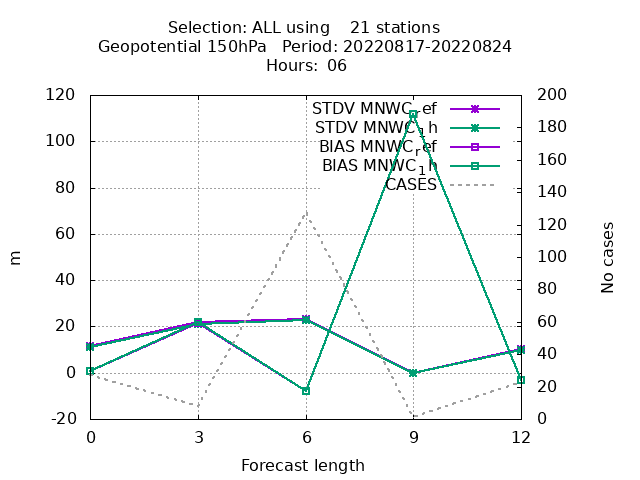 Selection: ALL using 21 stations
Geopotential 150hPa Period: 20220817-20220824
Hours: 06
STDV MNWC_ref
STDV MNWC_1h
BIAS MNWC_ref
BIAS MNWC_1h
CASES
120
100
80
60
40
20
0
-20
m
200
180
160
140
120
100
80
60
40
20
0
No cases
0 3 6 9 12
Forecast length